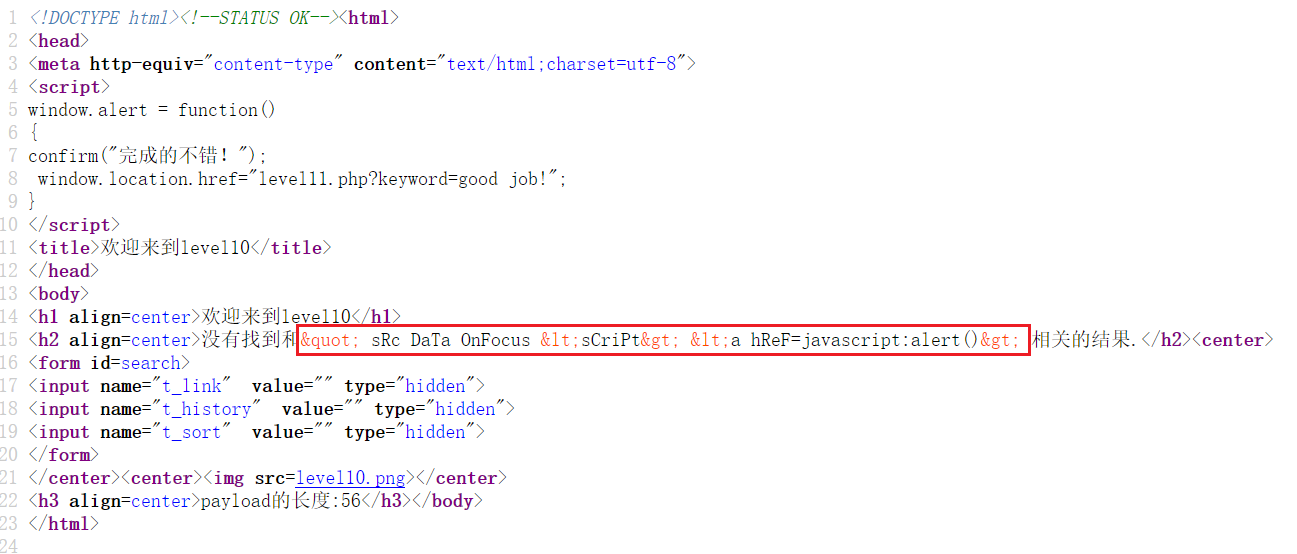 1 <!DOCTYPE html><!--STATUS OK--><html>
2 <head>
3 <meta http-equiv="content-type" content="text/html;charset=utf-8">
4 <script>
5 window.alert = function()
6 {
7 confirm("完成的不错！");
8  window.location.href="level11.php?keyword=good job!";
9 }
10 </script>
11 <title>欢迎来到level10</title>
12 </head>
13 <body>
14 <h1 align=center>欢迎来到level10</h1>
15 <h2 align=center>没有找到和&quot; sRc DaTa OnFocus &lt;sCriPt&gt; &lt;a hReF=javascript:alert()&gt; 相关的结果.</h2><center>
16 <form id=search>
17 <input name="t_link"  value="" type="hidden">
18 <input name="t_history"  value="" type="hidden">
19 <input name="t_sort"  value="" type="hidden">
20 </form>
21 </center><center><img src=level10.png></center>
22 <h3 align=center>payload的长度:56</h3></body>
23 </html>
24